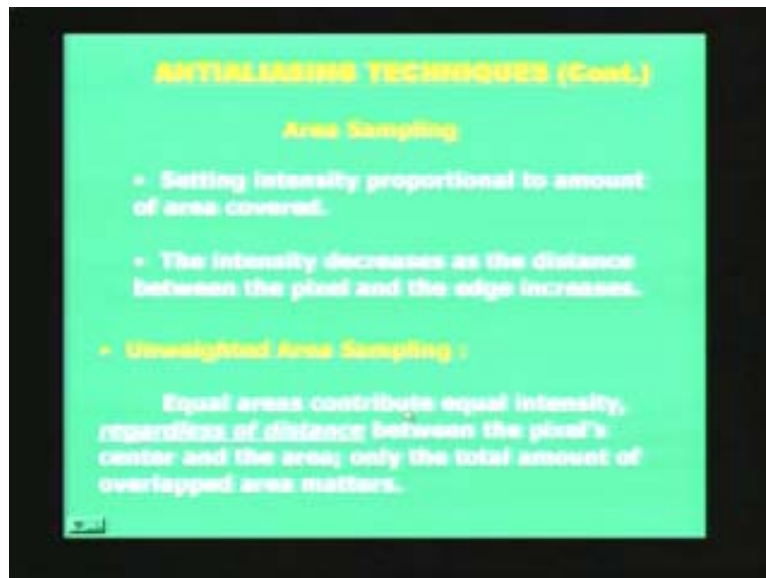 ANTIALIASING TECHNIQUES (Cont.)
Area Sampling
• Setting intensity proportional to amount
of area covered.
• The intensity decreases as the distance
between the pixel and the edge increases.
• Unweighted Area Sampling :
Equal areas contribute equal intensity,
regardless of distance between the pixel's
center and the area; only the total amount of
overlapped area matters.